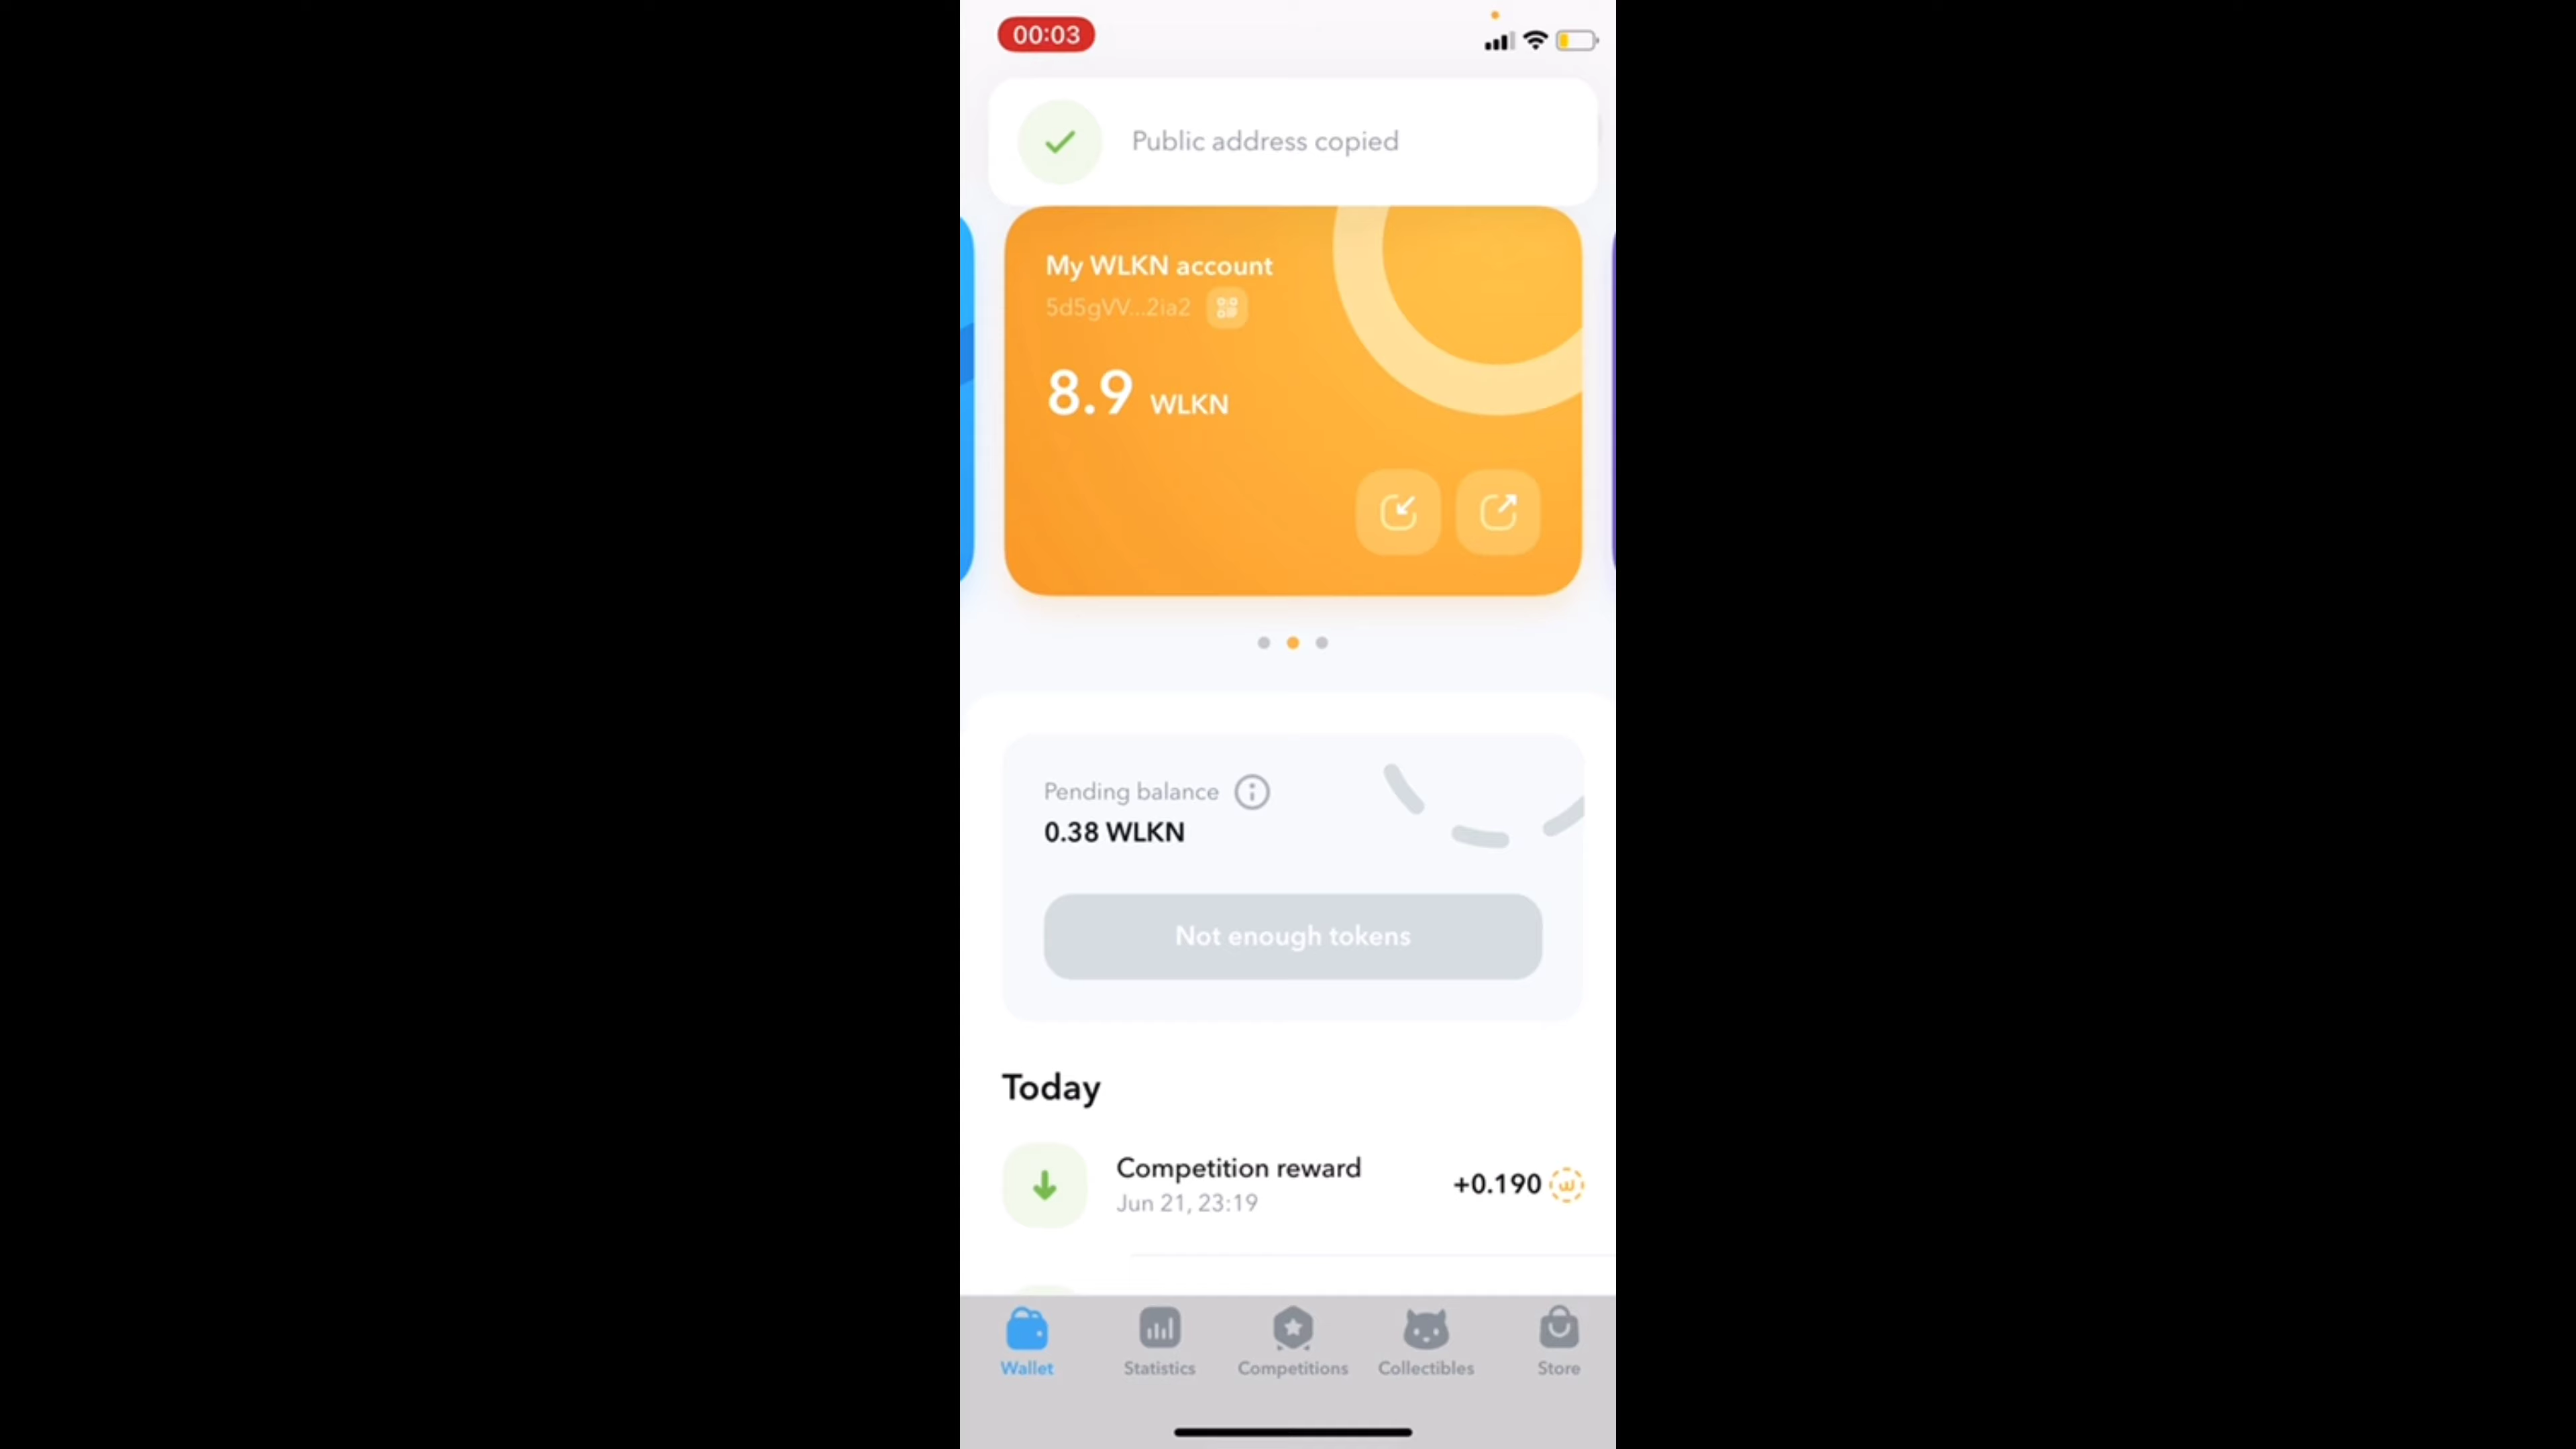 00:03
Public address copied
My WLKN account
5d5gVV...2ia2
8.9 WLKN
Pending balance
0.38 WLKN
Not enough tokens
Today
Competition reward
+0.190
Jun 21, 23:19
Wallet
Statistics
Competitions
Collectibles
Store